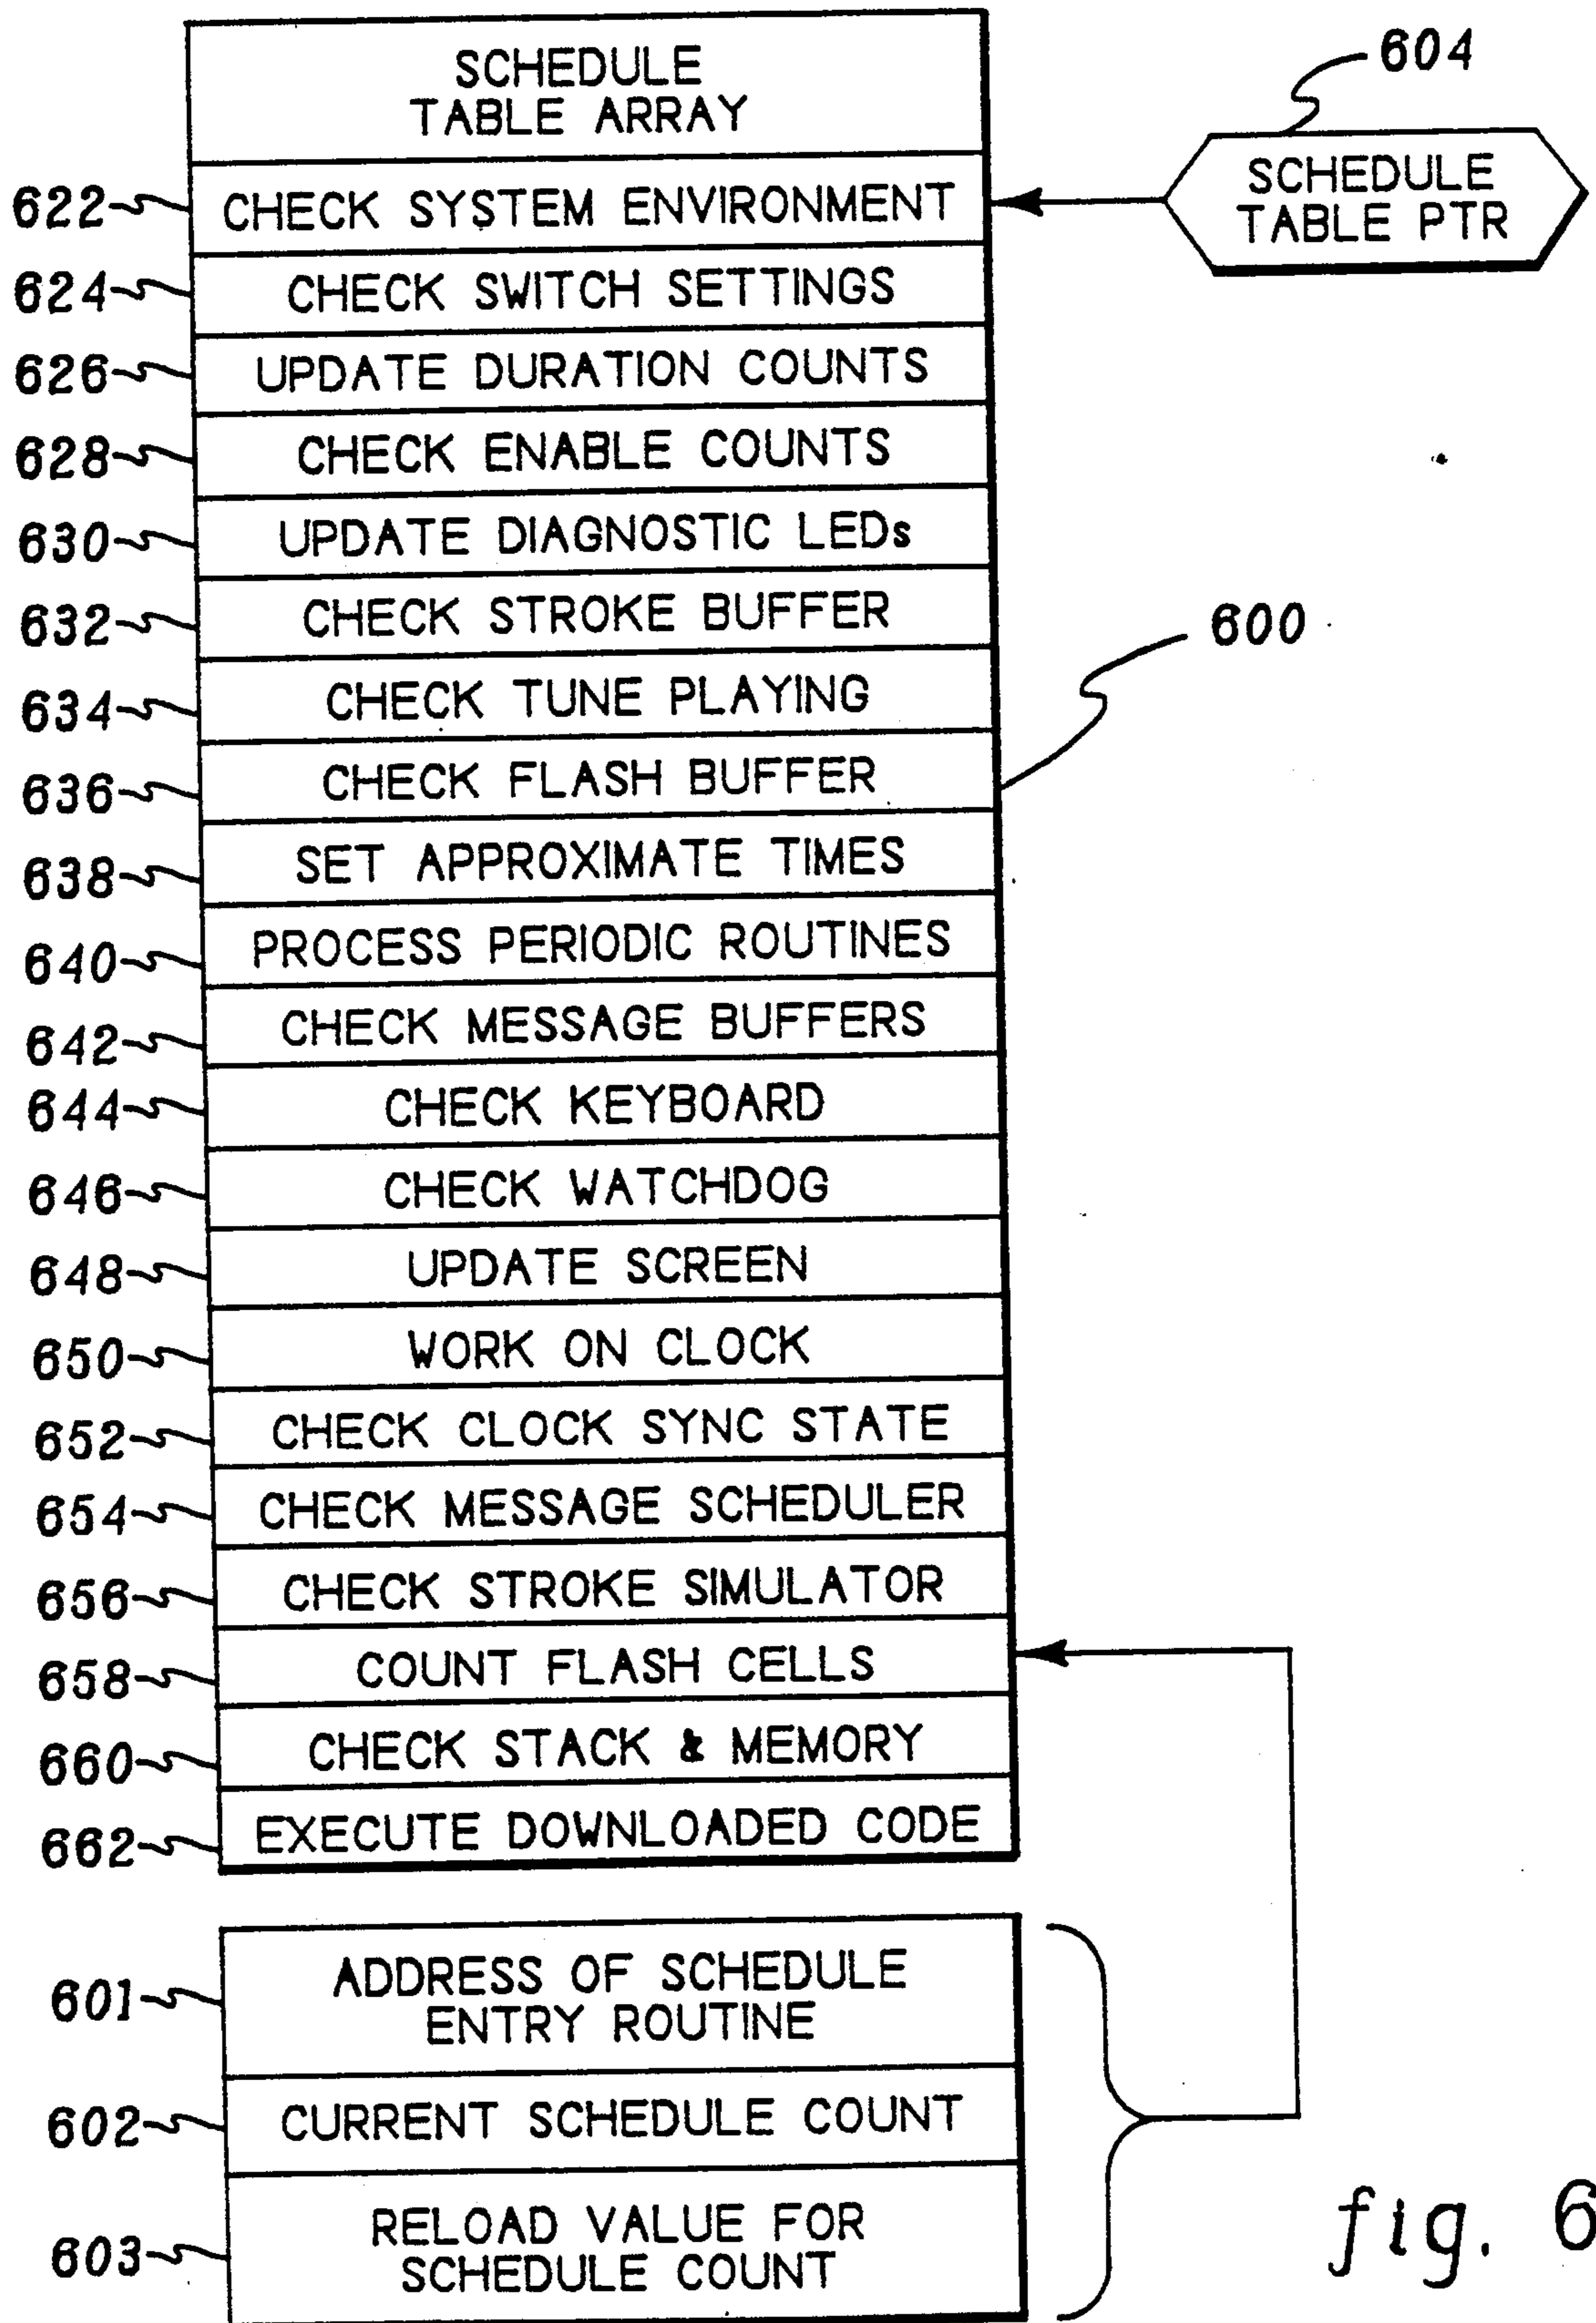 SCHEDULE
TABLE ARRAY
604
SCHEDULE
TABLE PTR
622 CHECK SYSTEM ENVIRONMENT
624 CHECK SWITCH SETTINGS
626 UPDATE DURATION COUNTS
628 CHECK ENABLE COUNTS
630 UPDATE DIAGNOSTIC LEDs
632 CHECK STROKE BUFFER
600
634 CHECK TUNE PLAYING
636 CHECK FLASH BUFFER
638 SET APPROXIMATE TIMES
640 PROCESS PERIODIC ROUTINES
642 CHECK MESSAGE BUFFERS
644 CHECK KEYBOARD
646 CHECK WATCHDOG
648 UPDATE SCREEN
650 WORK ON CLOCK
652 CHECK CLOCK SYNC STATE
654 CHECK MESSAGE SCHEDULER
656 CHECK STROKE SIMULATOR
658 COUNT FLASH CELLS
660 CHECK STACK & MEMORY
662 EXECUTE DOWNLOADED CODE
601 ADDRESS OF SCHEDULE
ENTRY ROUTINE
602 CURRENT SCHEDULE COUNT
603 RELOAD VALUE FOR
SCHEDULE COUNT
fig. 6